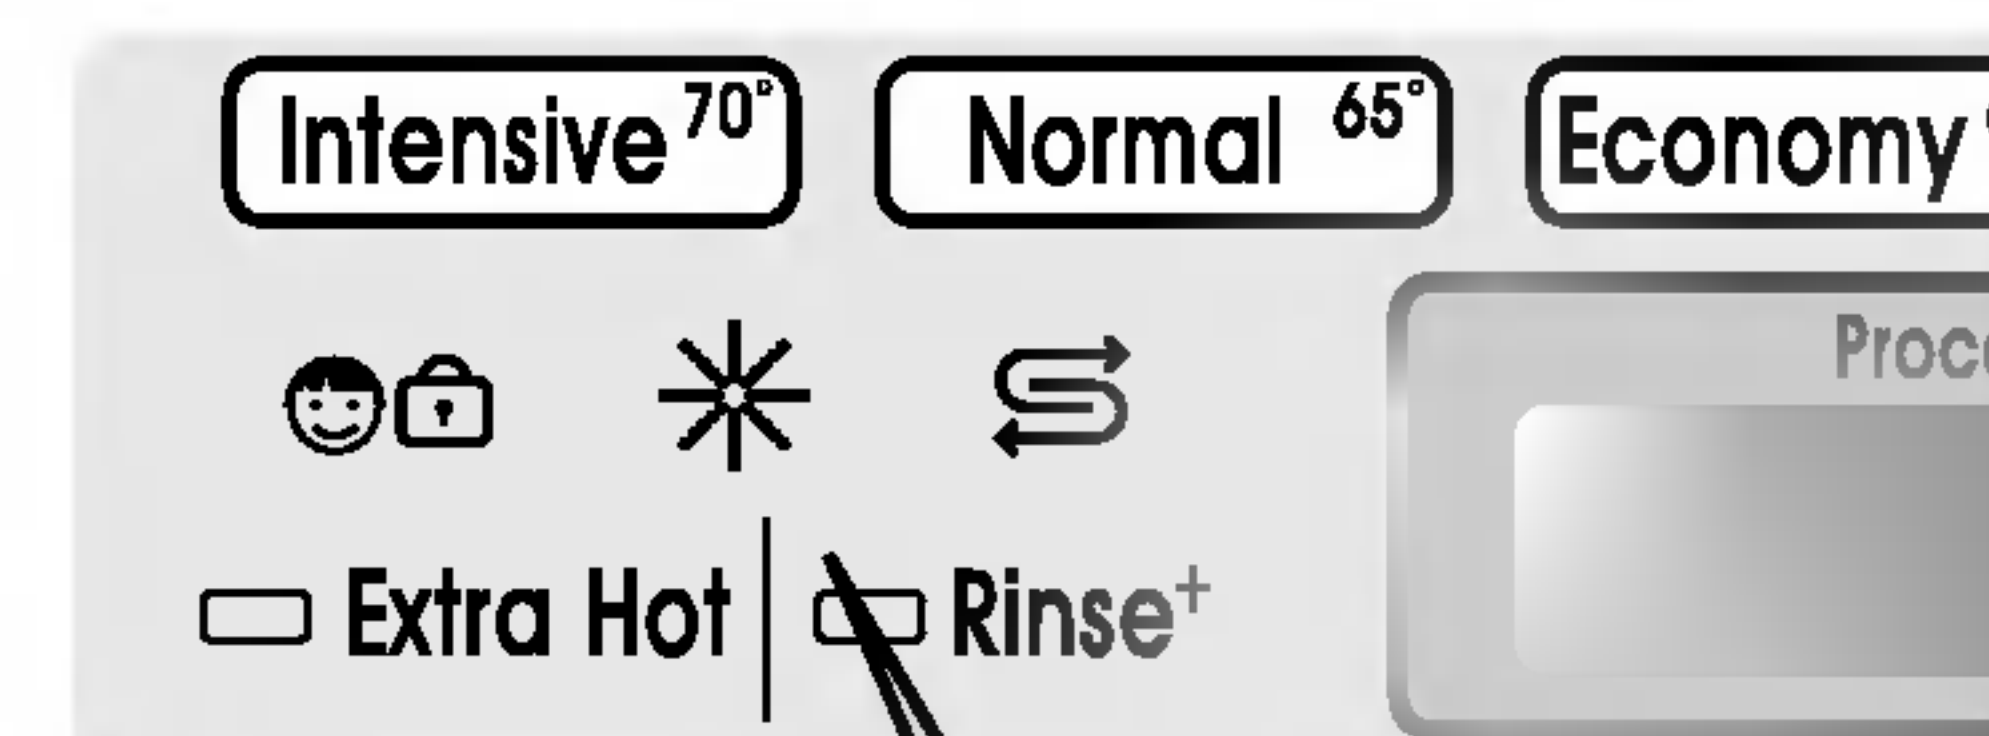 Intensive 70°
Normal 65°
Economy
Extra Hot
Rinse+